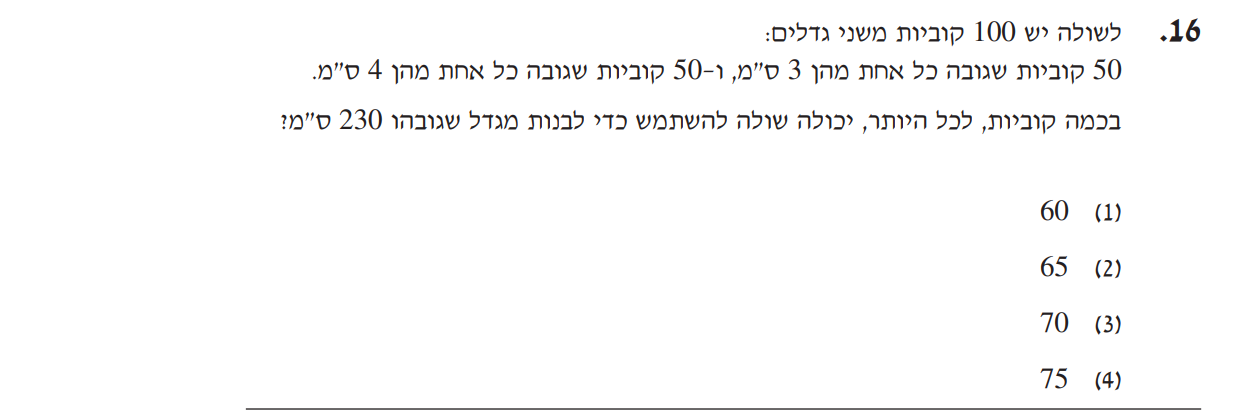 16. לשולה יש 100 קוביות משני גדלים:
50 קוביות שגובה כל אחת מהן 3 ס"מ, ו-50 קוביות שגובה כל אחת מהן 4 ס"מ.
בכמה קוביות, לכל היותר, יכולה שולה להשתמש כדי לבנות מגדל שגובהו 230 ס"מ?
(1) 60
(2) 65
(3) 70
(4) 75